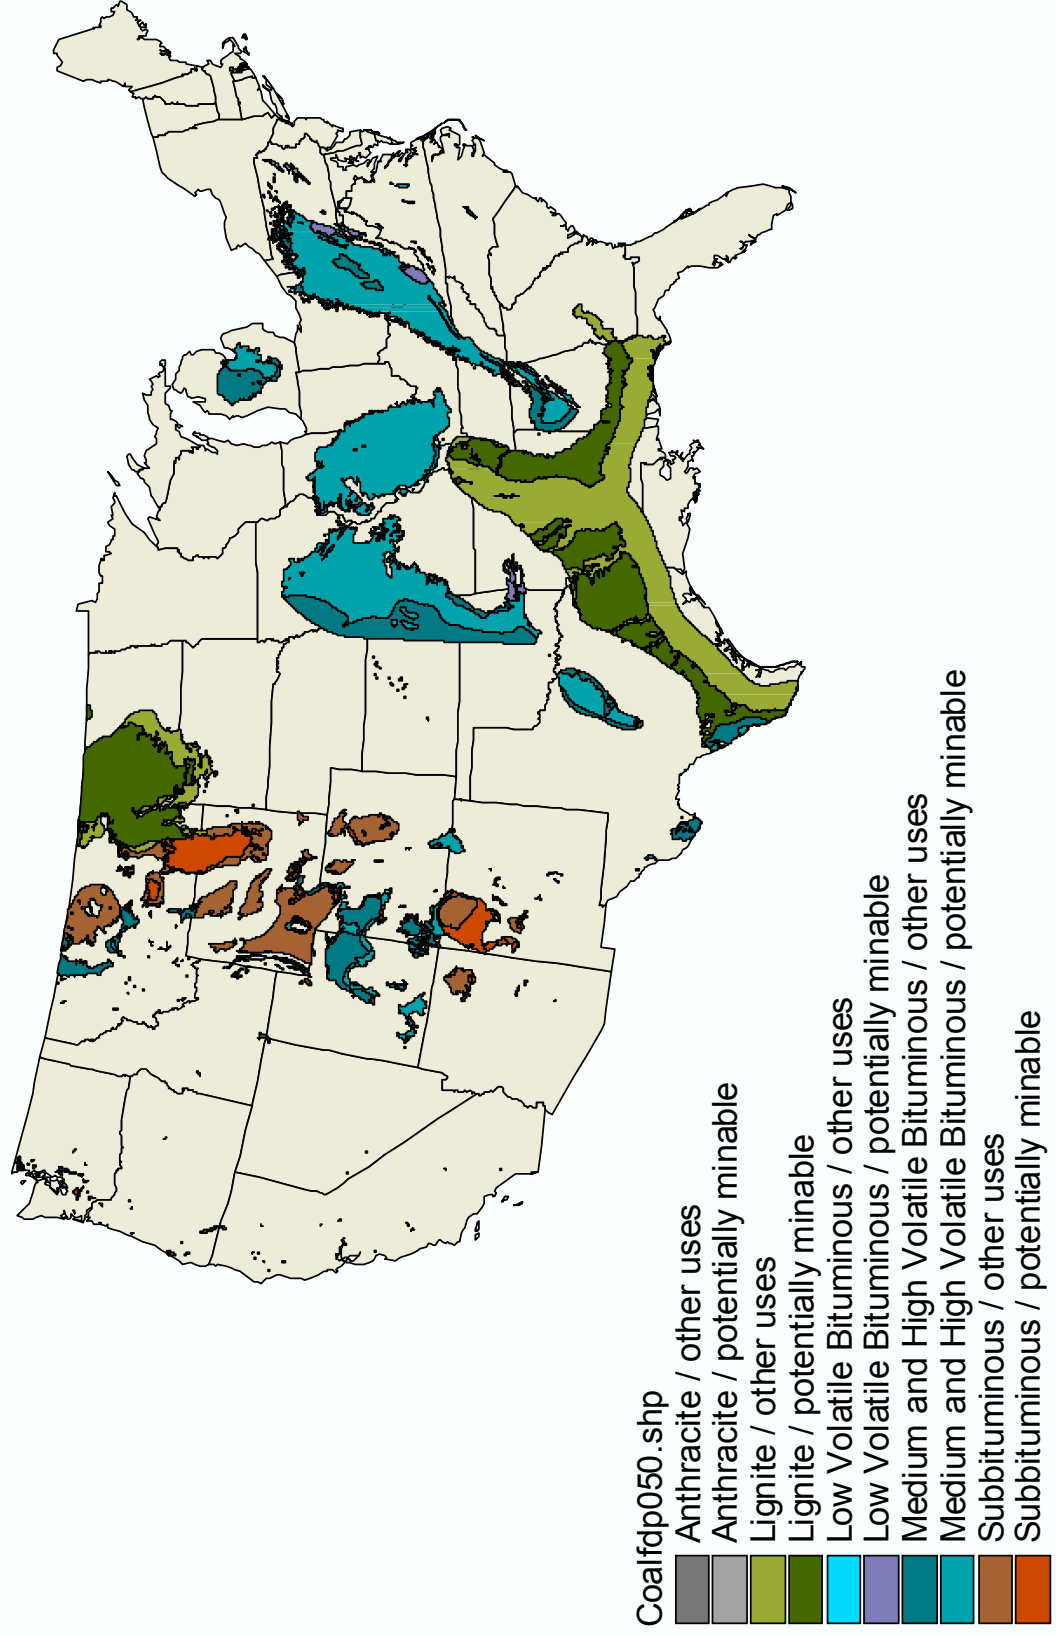 Coalfdp050.shp
Anthracite / other uses
Anthracite / potentially minable
Lignite / other uses
Lignite / potentially minable
Low Volatile Bituminous / other uses
Low Volatile Bituminous / potentially minable
Medium and High Volatile Bituminous / other uses
Medium and High Volatile Bituminous / potentially minable
Subbituminous / other uses
Subbituminous / potentially minable